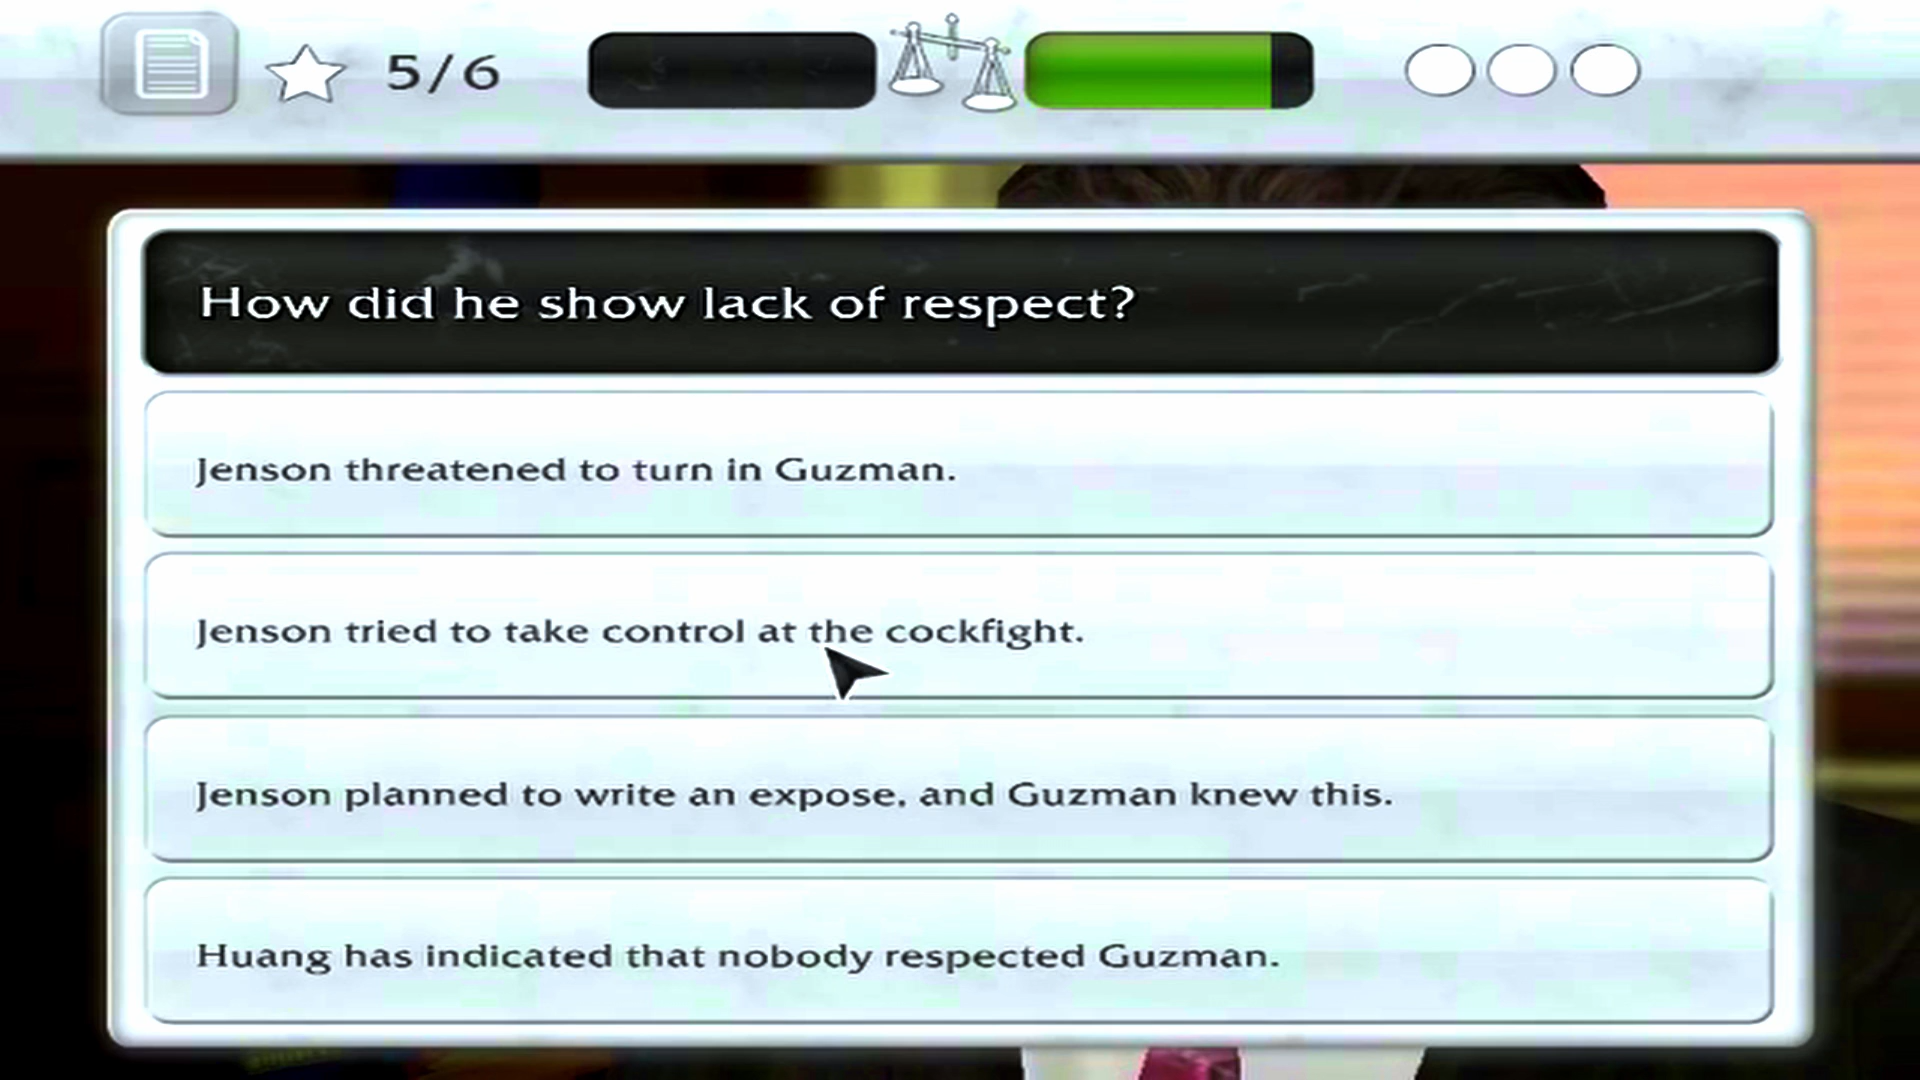 5/6
How did he show lack of respect?
Jenson threatened to turn in Guzman.
Jenson tried to take control at the cockfight.
Jenson planned to write an expose, and Guzman knew this.
Huang has indicated that nobody respected Guzman.